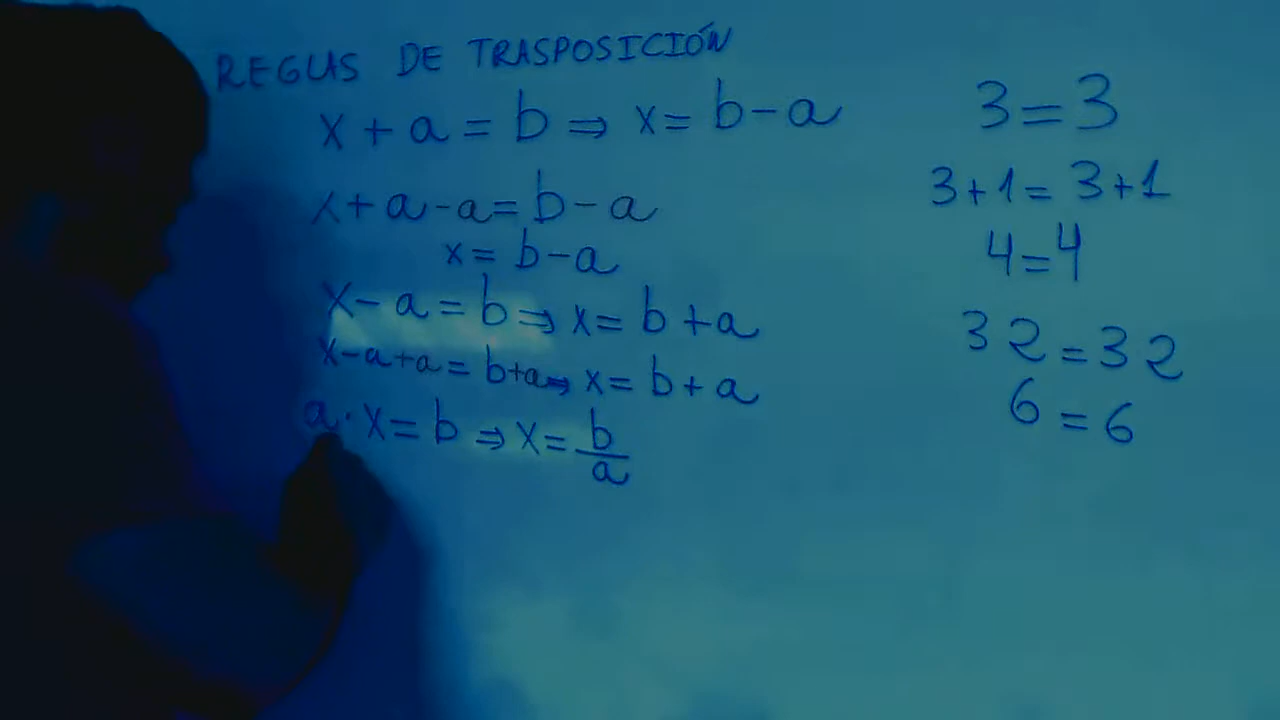 REGLAS DE TRASPOSICIÓN
x + a = b ⇒ x = b - a
x + a - a = b - a
x = b - a
x - a = b ⇒ x = b + a
x - a + a = b + a ⇒ x = b + a
a · x = b ⇒ x = b/a
3 = 3
3 + 1 = 3 + 1
4 = 4
3 2 = 3 2
6 = 6